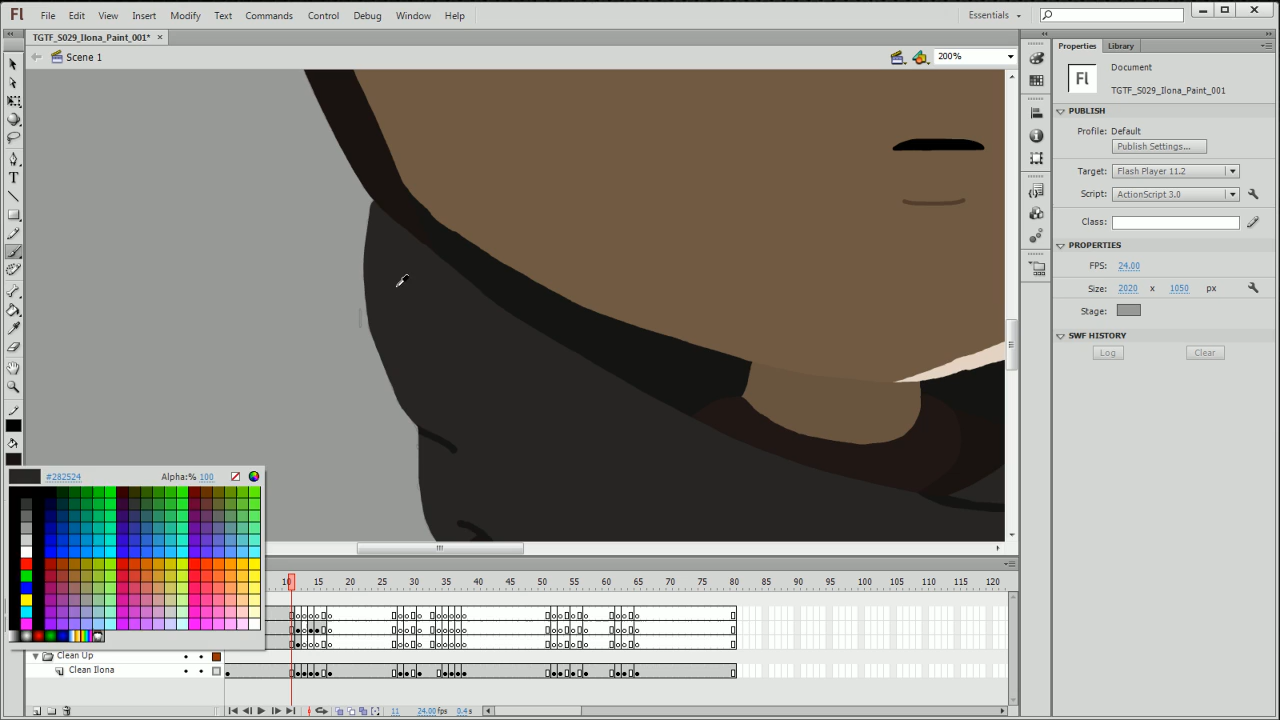 Fl File Edit View Insert Modify Text Commands Control Debug Window Help Essentials
TGTF_S029_Ilona_Paint_001* ×
Scene 1 200%
Properties Library
Fl Document
TGTF_S029_Ilona_Paint_001
PUBLISH
Profile: Default
Publish Settings...
Target: Flash Player 11.2
Script: ActionScript 3.0
Class:
PROPERTIES
FPS: 24.00
Size: 2020 x 1050 px
Stage:
SWF HISTORY
Log Clear
#282524 Alpha:% 100
10 15 20 25 30 35 40 45 50 55 60 65 70 75 80 85 90 95 100 105 110 115 120
Clean Up
Clean Ilona
11 24.00 fps 0.4 s